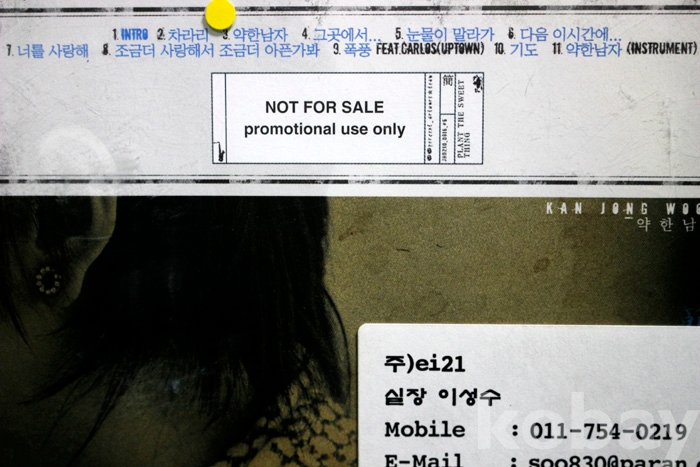 1. INTRO 2. 차라리 3. 약한남자 4. 그곳에서... 5. 눈물이 말라가 6. 다음 이시간에...
7. 너를 사랑해 8. 조금더 사랑해서 조금더 아픈가봐 9. 폭풍 FEAT.CARLOS(UPTOWN) 10. 기도 11. 약한남자 (INSTRUMENT)
NOT FOR SALE
promotional use only
簡
PLANT THE SWEET
THING
KAN JONG WOO
약한남
주)ei21
실장 이성수
Mobile : 011-754-0219
E-Mail : soo830@paran
kobay